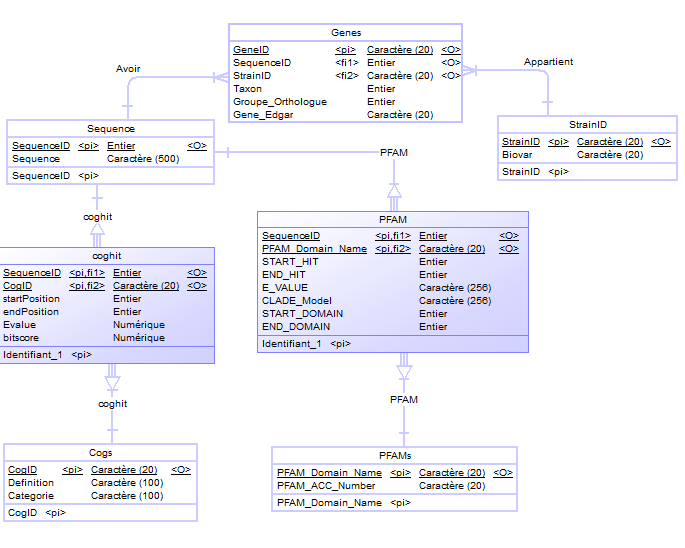 Genes
GeneID <pi> Caractère (20) <O>
SequenceID <fi1> Entier <O>
StrainID <fi2> Caractère (20) <O>
Taxon Entier
Groupe_Orthologue Entier
Gene_Edgar Caractère (20)
Avoir
Appartient
Sequence
SequenceID <pi> Entier <O>
Sequence Caractère (500)
SequenceID <pi>
StrainID
StrainID <pi> Caractère (20) <O>
Biovar Caractère (20)
StrainID <pi>
PFAM
coghit
PFAM
SequenceID <pi,fi1> Entier <O>
PFAM_Domain_Name <pi,fi2> Caractère (20) <O>
START_HIT Entier
END_HIT Entier
E_VALUE Caractère (256)
CLADE_Model Caractère (256)
START_DOMAIN Entier
END_DOMAIN Entier
Identifiant_1 <pi>
coghit
SequenceID <pi,fi1> Entier <O>
CogID <pi,fi2> Caractère (20) <O>
startPosition Entier
endPosition Entier
Evalue Numérique
bitscore Numérique
Identifiant_1 <pi>
coghit
PFAM
Cogs
CogID <pi> Caractère (20) <O>
Definition Caractère (100)
Categorie Caractère (100)
CogID <pi>
PFAMs
PFAM_Domain_Name <pi> Caractère (20) <O>
PFAM_ACC_Number Caractère (20)
PFAM_Domain_Name <pi>